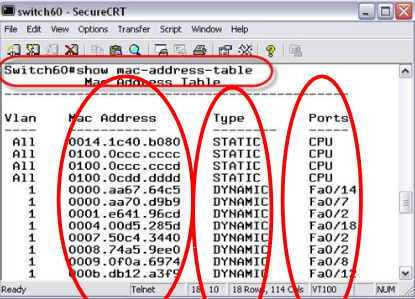 switch60 - SecureCRT
File Edit View Options Transfer Script Window Help
Switch60#show mac-address-table
Mac Address Table
-------------------------------------------
Vlan Mac Address Type Ports
---- ----------- ---- -----
All 0014.1c40.b080 STATIC CPU
All 0100.0ccc.cccc STATIC CPU
All 0100.0ccc.cccd STATIC CPU
All 0100.0cdd.dddd STATIC CPU
1 0000.aa67.64c5 DYNAMIC Fa0/14
1 0000.aa70.d9b9 DYNAMIC Fa0/7
1 0001.e641.96cd DYNAMIC Fa0/2
1 0004.00d5.285d DYNAMIC Fa0/18
1 0007.50c4.3440 DYNAMIC Fa0/2
1 0008.74a5.9ee0 DYNAMIC Fa0/2
1 0009.0f0a.6974 DYNAMIC Fa0/8
1 000b.db12.a3f9 DYNAMIC Fa0/12
Ready Telnet 18, 10 18 Rows, 114 Cols VT100 NUM